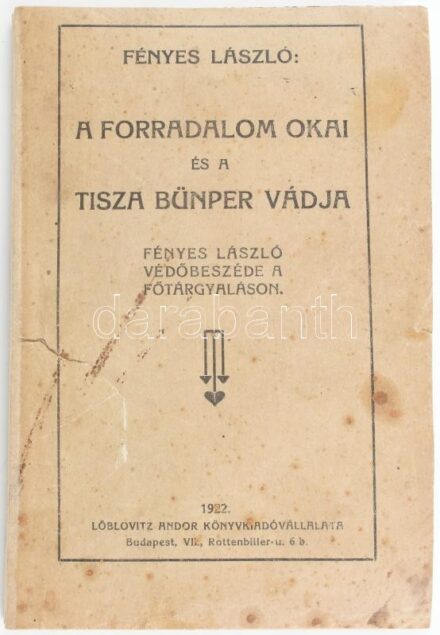 FÉNYES LÁSZLÓ:
A FORRADALOM OKAI
ÉS A
TISZA BÜNPER VÁDJA
FÉNYES LÁSZLÓ
VÉDŐBESZÉDE A
FŐTÁRGYALÁSON.
darabanth
1922.
LÖBLOVITZ ANDOR KÖNYVKIADÓVÁLLALATA
Budapest, VII., Rottenbiller-u. 6 b.